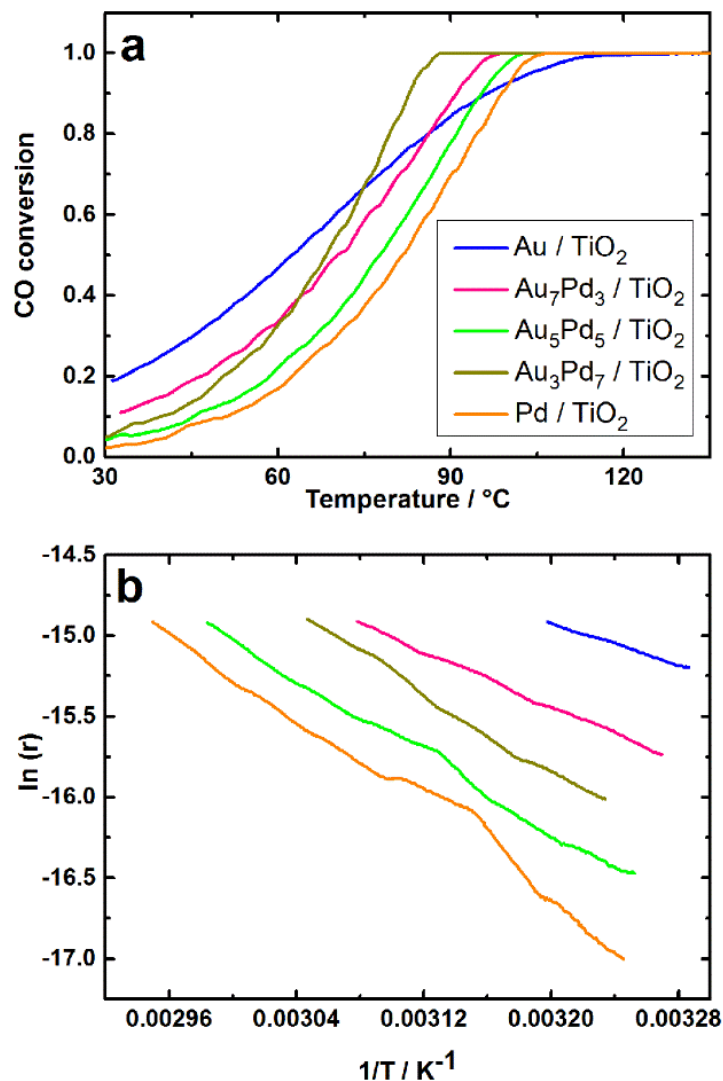 a
1.0
0.8
0.6
0.4
0.2
0.0
CO conversion
Au / TiO₂
Au₇Pd₃ / TiO₂
Au₅Pd₅ / TiO₂
Au₃Pd₇ / TiO₂
Pd / TiO₂
30 60 90 120
Temperature / °C
b
-14.5
-15.0
-15.5
-16.0
-16.5
-17.0
ln (r)
0.00296 0.00304 0.00312 0.00320 0.00328
1/T / K⁻¹